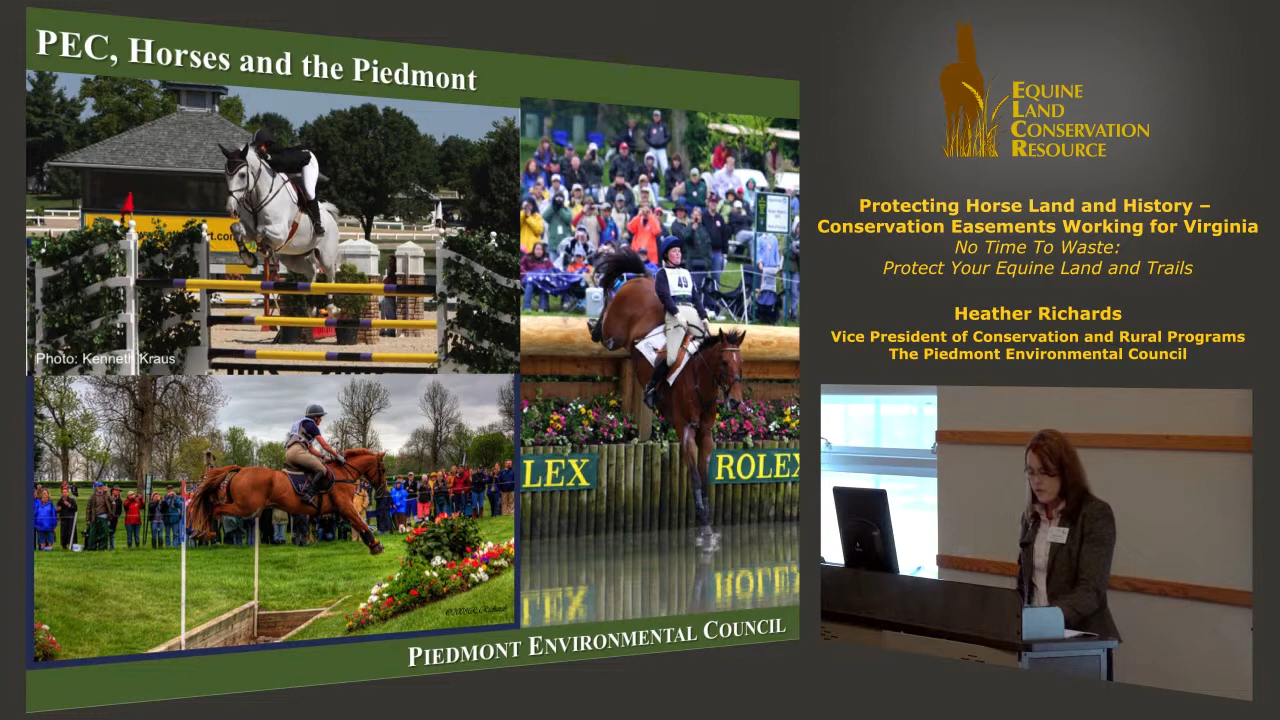 PEC, Horses and the Piedmont
Photo: Kenneth Kraus
49
LEX
ROLEX
PIEDMONT ENVIRONMENTAL COUNCIL
EQUINE
LAND
CONSERVATION
RESOURCE
Protecting Horse Land and History –
Conservation Easements Working for Virginia
No Time To Waste:
Protect Your Equine Land and Trails
Heather Richards
Vice President of Conservation and Rural Programs
The Piedmont Environmental Council